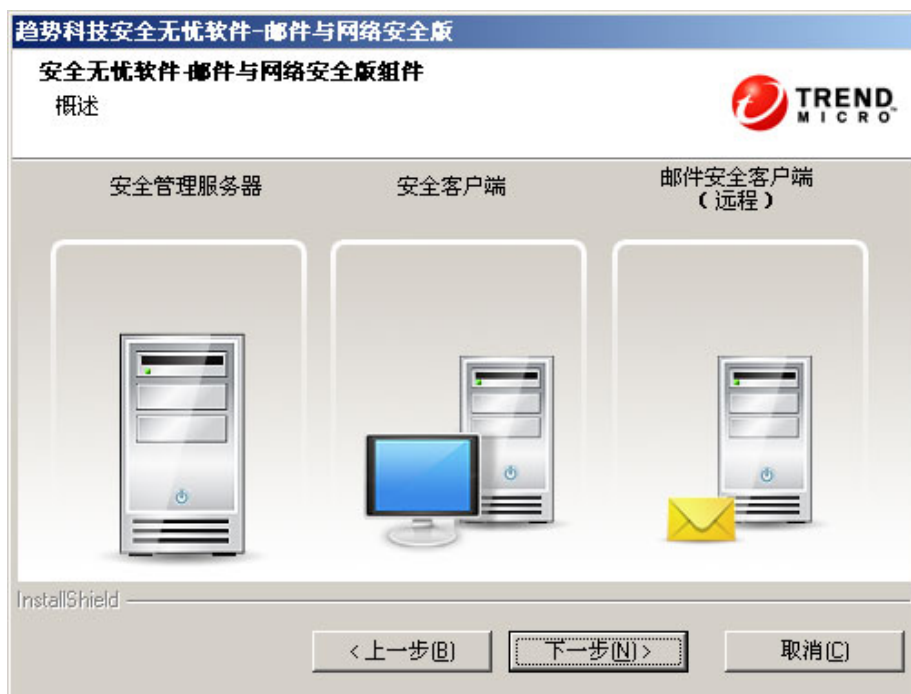 趋势科技安全无忧软件-邮件与网络安全版
安全无忧软件-邮件与网络安全版组件
概述
TREND
MICRO
安全管理服务器
安全客户端
邮件安全客户端
(远程)
InstallShield
<上一步(B)
下一步(N)>
取消(C)